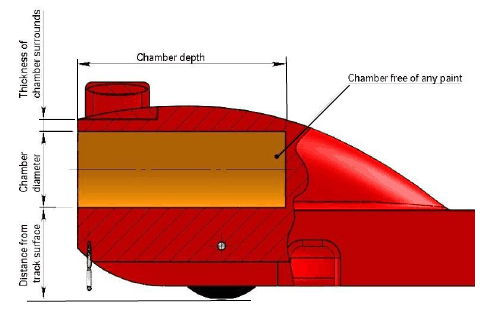 Chamber depth
Chamber free of any paint
Thickness of
chamber surrounds
Chamber
diameter
Distance from
track surface